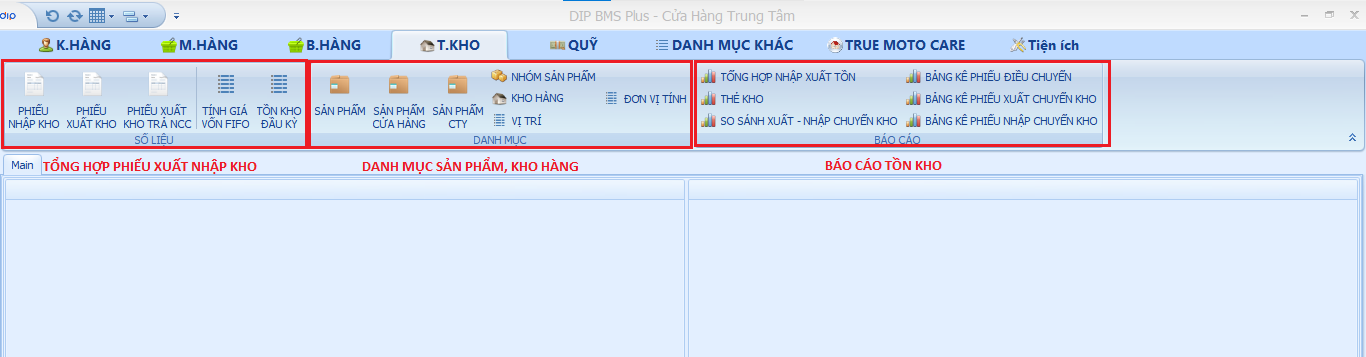 dip
DIP BMS Plus - Cửa Hàng Trung Tâm
K.HÀNG
M.HÀNG
B.HÀNG
T.KHO
QUỸ
DANH MỤC KHÁC
TRUE MOTO CARE
Tiện ích
PHIẾU
NHẬP KHO
PHIẾU
XUẤT KHO
PHIẾU XUẤT
KHO TRẢ NCC
TÍNH GIÁ
VỐN FIFO
TỒN KHO
ĐẦU KỲ
SỐ LIỆU
SẢN PHẨM
SẢN PHẨM
CỬA HÀNG
SẢN PHẨM
CTY
NHÓM SẢN PHẨM
KHO HÀNG
VỊ TRÍ
ĐƠN VỊ TÍNH
DANH MỤC
TỔNG HỢP NHẬP XUẤT TỒN
THẺ KHO
SO SÁNH XUẤT - NHẬP CHUYỂN KHO
BẢNG KÊ PHIẾU ĐIỀU CHUYỂN
BẢNG KÊ PHIẾU XUẤT CHUYỂN KHO
BẢNG KÊ PHIẾU NHẬP CHUYỂN KHO
BÁO CÁO
Main
TỔNG HỢP PHIẾU XUẤT NHẬP KHO
DANH MỤC SẢN PHẨM, KHO HÀNG
BÁO CÁO TỒN KHO